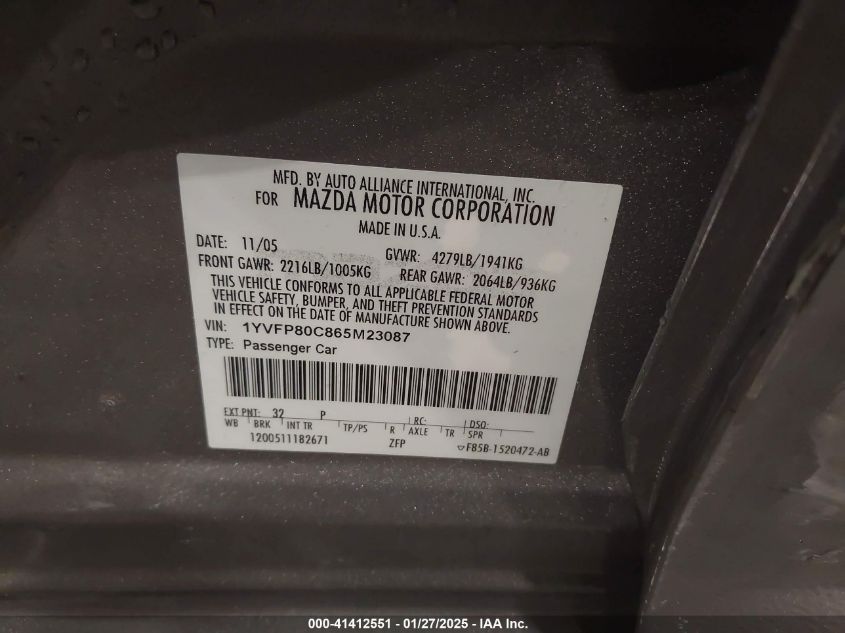 MFD. BY AUTO ALLIANCE INTERNATIONAL, INC.
FOR MAZDA MOTOR CORPORATION
MADE IN U.S.A.
DATE: 11/05 GVWR: 4279LB/1941KG
FRONT GAWR: 2216LB/1005KG REAR GAWR: 2064LB/936KG
THIS VEHICLE CONFORMS TO ALL APPLICABLE FEDERAL MOTOR
VEHICLE SAFETY, BUMPER, AND THEFT PREVENTION STANDARDS
IN EFFECT ON THE DATE OF MANUFACTURE SHOWN ABOVE.
VIN: 1YVFP80C865M23087
TYPE: Passenger Car
EXT PNT: 32 P RC: DSO:
WB BRK INT TR TP/PS R AXLE TR SPR
1200511182671 ZFP F85B-1520472-AB
000-41412551 - 01/27/2025 - IAA Inc.